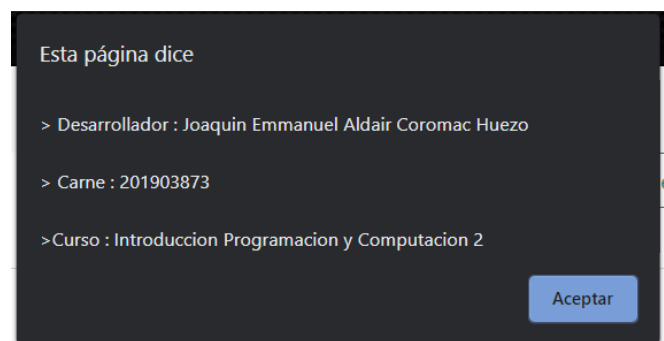 Esta página dice
> Desarrollador : Joaquin Emmanuel Aldair Coromac Huezo
> Carne : 201903873
>Curso : Introduccion Programacion y Computacion 2
Aceptar